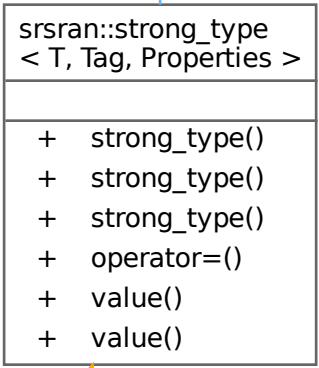 srsran::strong_type
< T, Tag, Properties >
+ strong_type()
+ strong_type()
+ strong_type()
+ operator=()
+ value()
+ value()